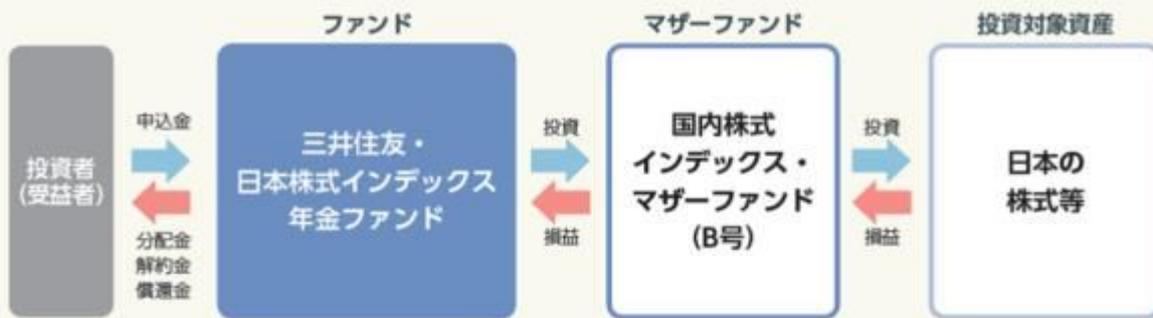 ファンド
マザーファンド
投資対象資産
投資者
(受益者)
申込金
分配金
解約金
償還金
三井住友・
日本株式インデックス
年金ファンド
投資
損益
国内株式
インデックス・
マザーファンド
(B号)
投資
損益
日本の
株式等